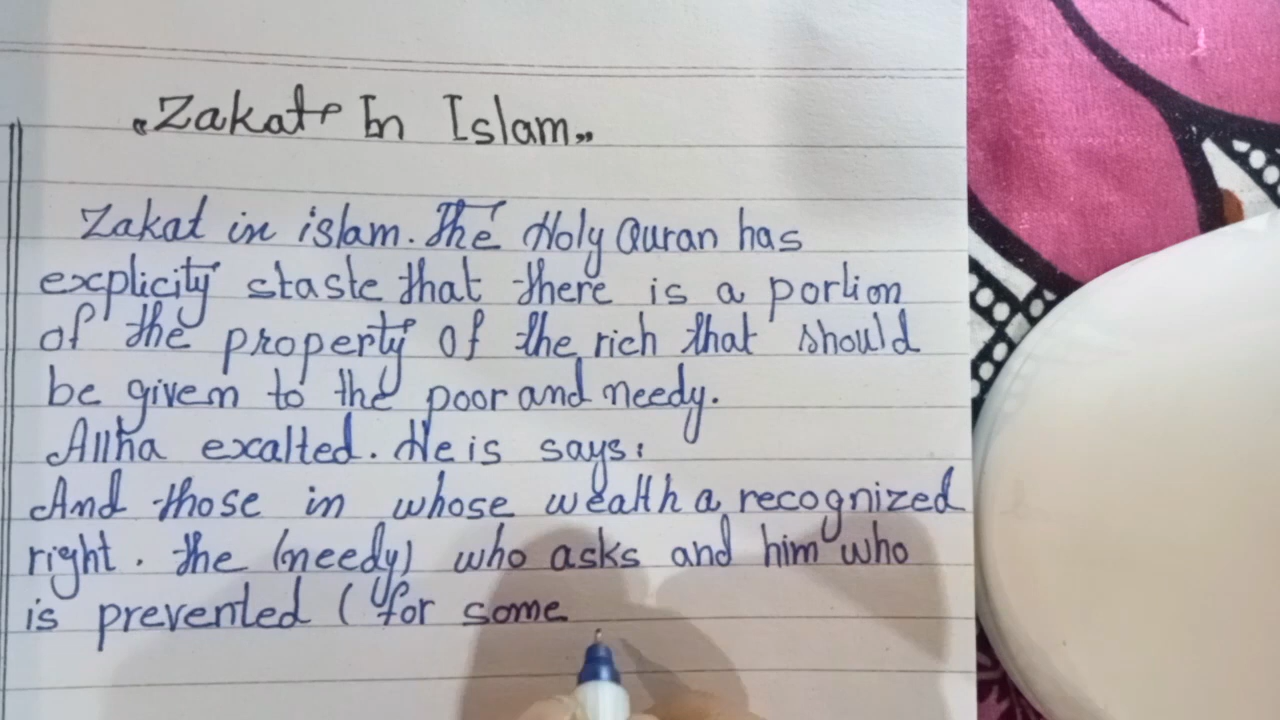 "Zakat In Islam"
Zakat in islam. The Holy Quran has
explicity staste that there is a portion
of the property of the rich that should
be given to the poor and needy.
Allha exalted. He is says:
And those in whose wealth a recognized
right. the (needy) who asks and him who
is prevented (for some